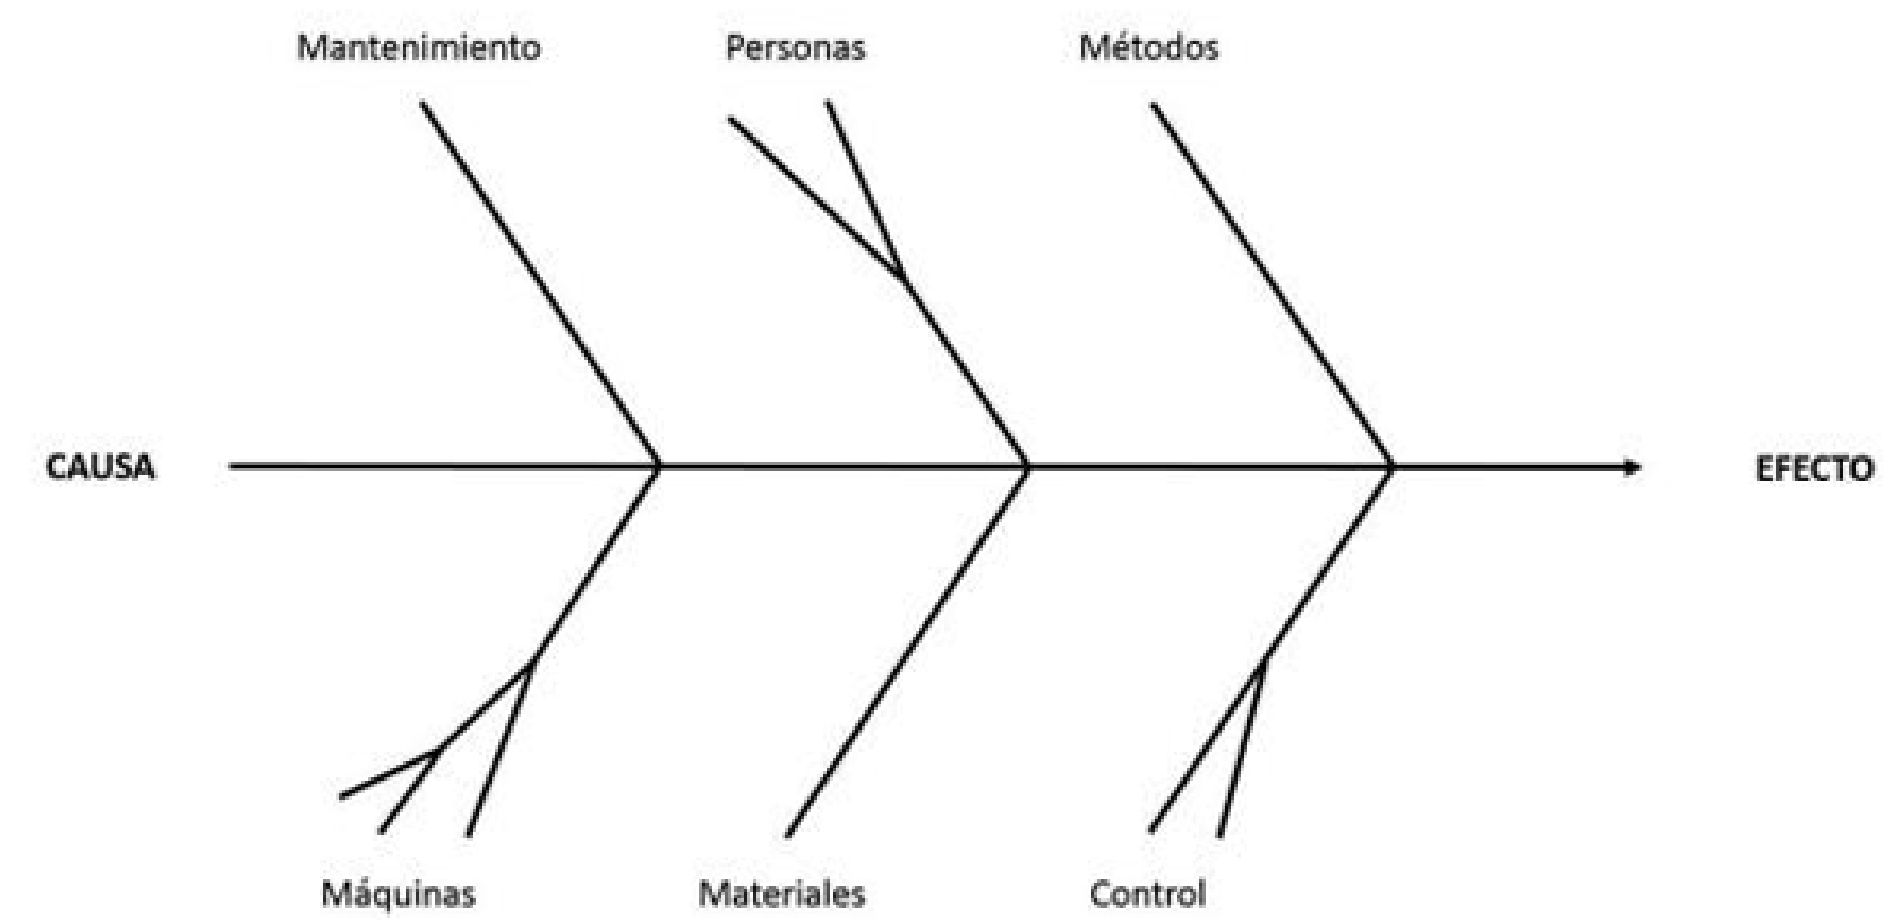 Mantenimiento
Personas
Métodos
CAUSA
EFECTO
Máquinas
Materiales
Control